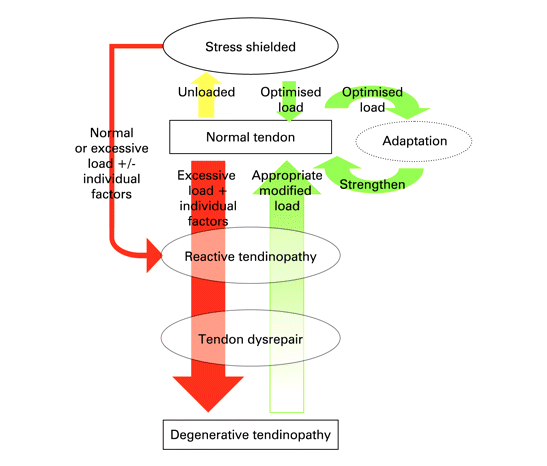 Stress shielded
Unloaded
Optimised
load
Optimised
load
Normal
or excessive
load +/-
individual
factors
Normal tendon
Adaptation
Excessive
load +
individual
factors
Appropriate
modified
load
Strengthen
Reactive tendinopathy
Tendon dysrepair
Degenerative tendinopathy